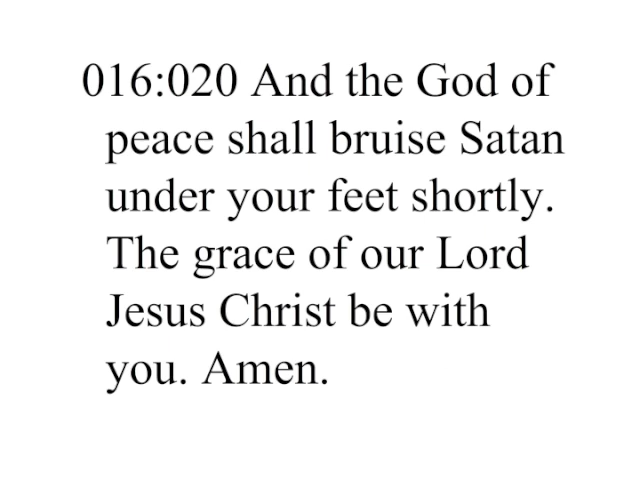 016:020 And the God of
peace shall bruise Satan
under your feet shortly.
The grace of our Lord
Jesus Christ be with
you. Amen.